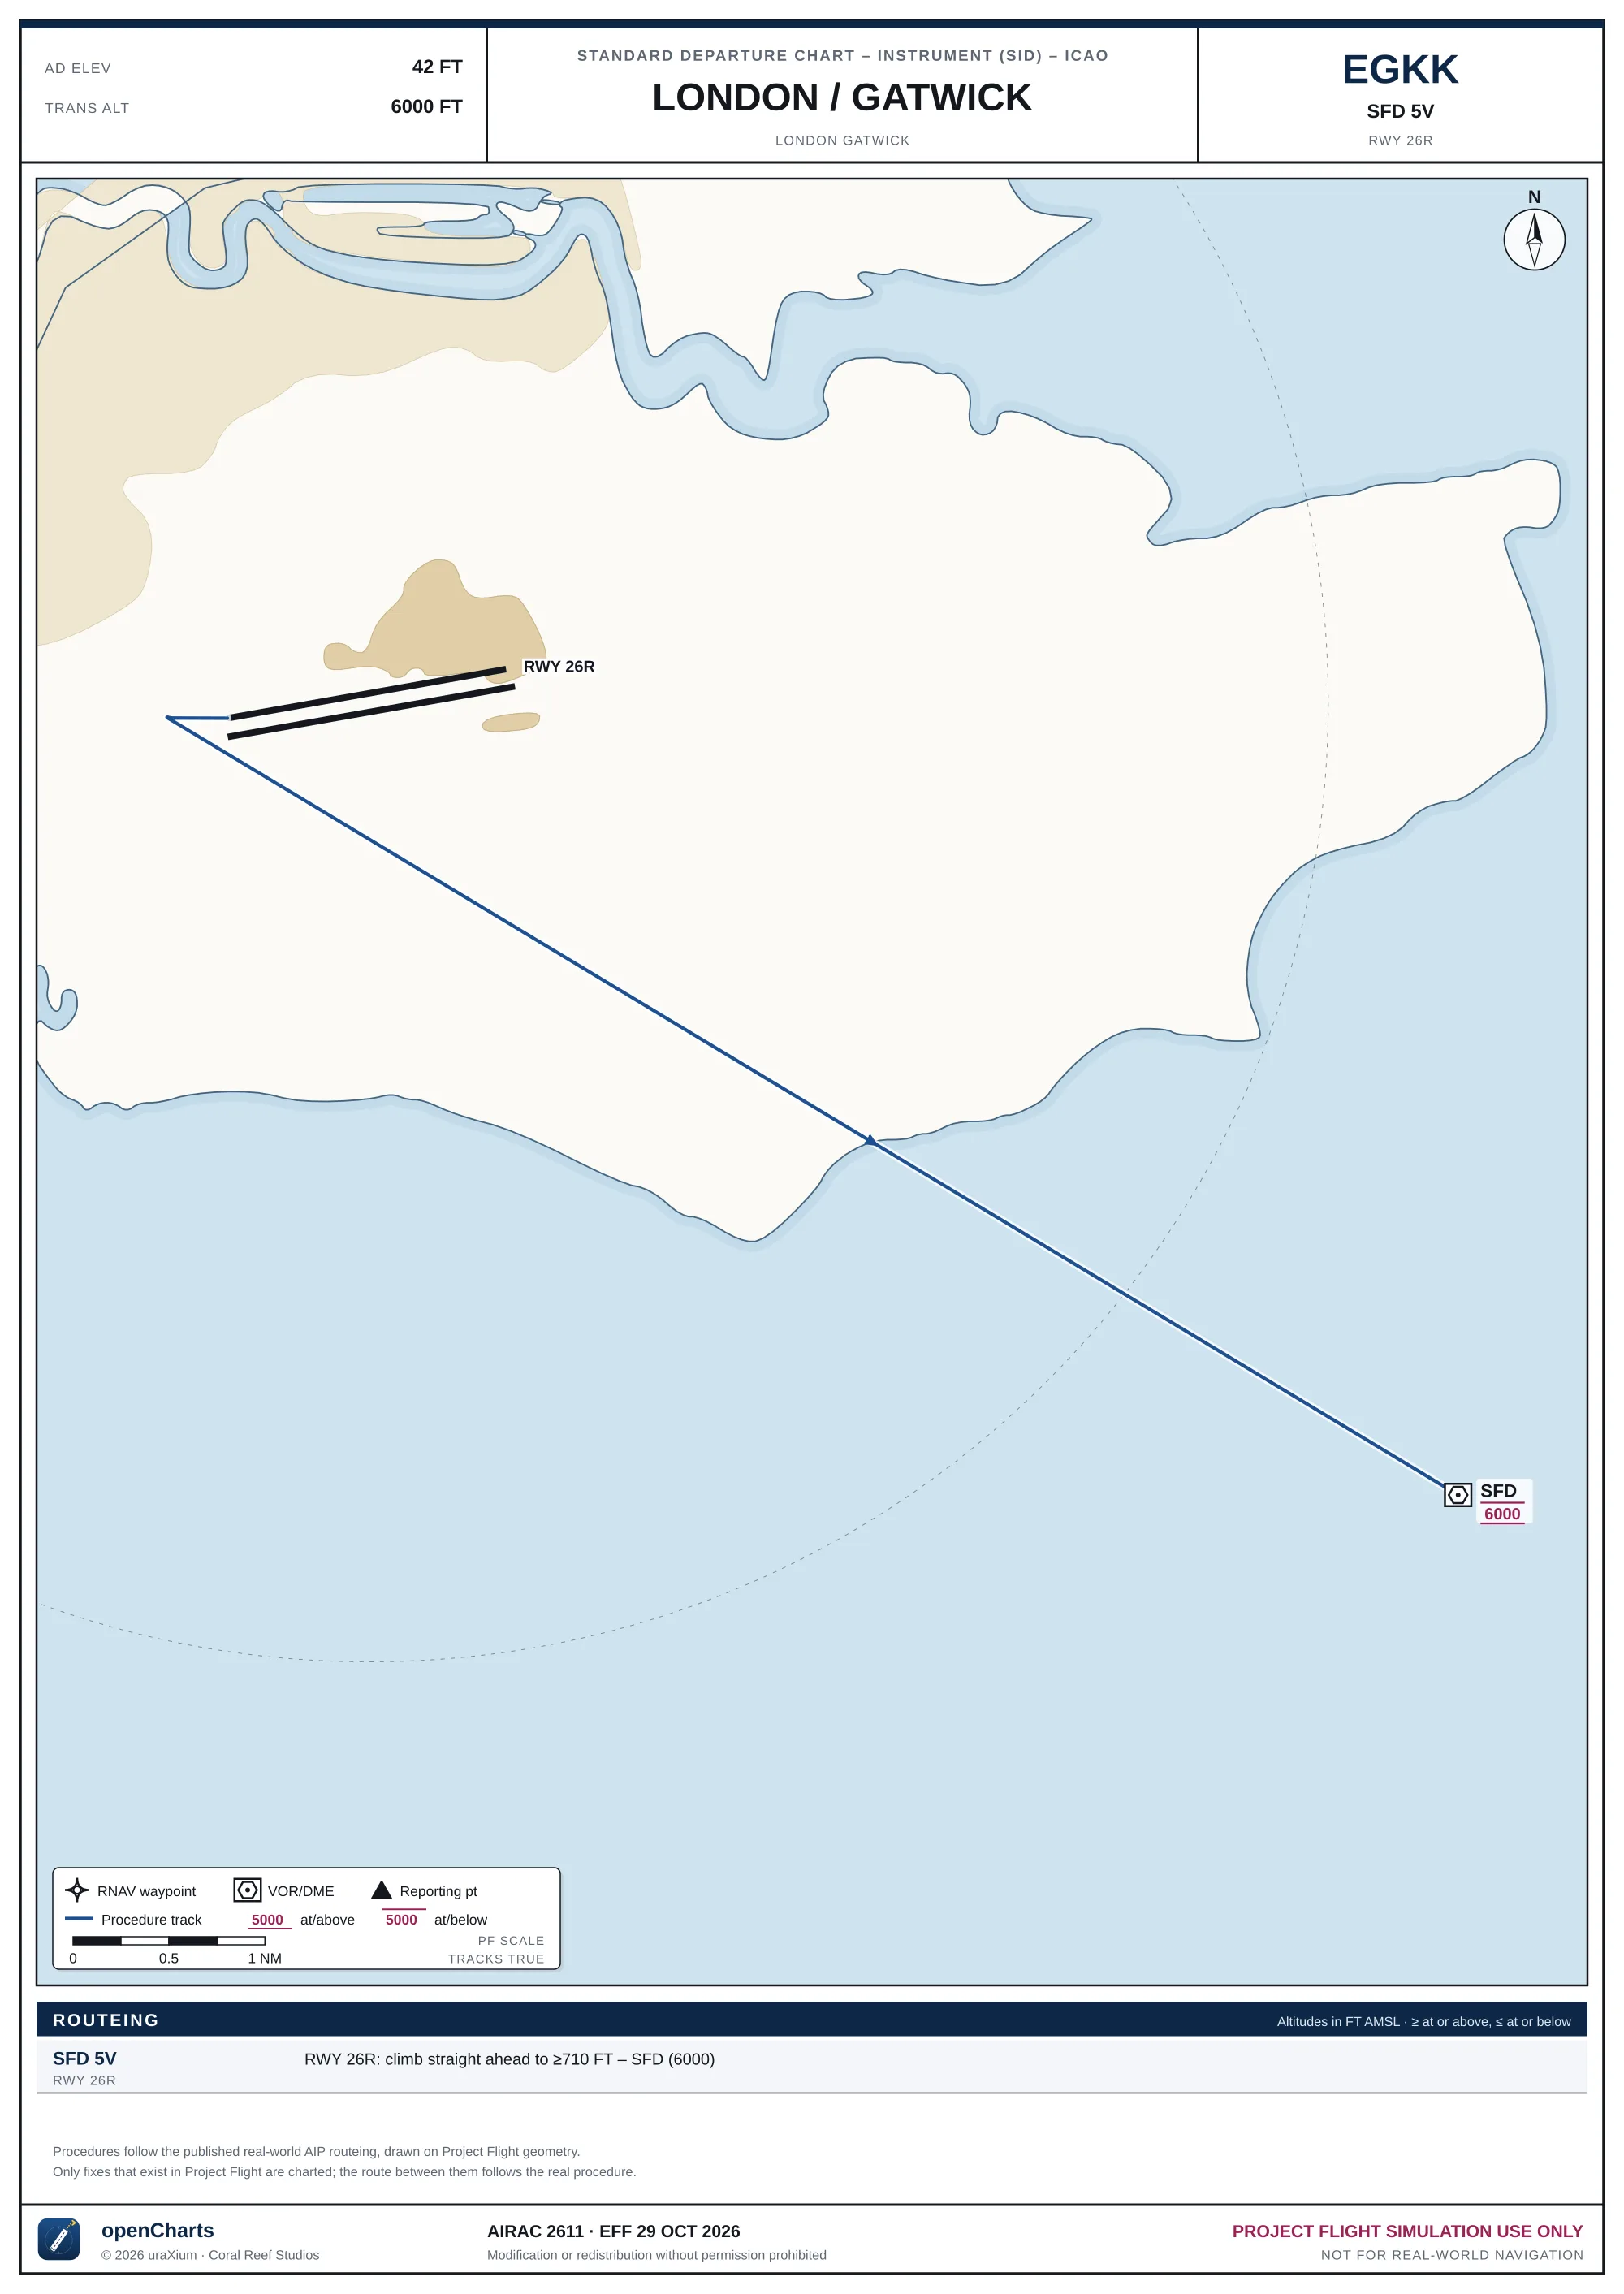 AD ELEV 42 FT
TRANS ALT 6000 FT
STANDARD DEPARTURE CHART – INSTRUMENT (SID) – ICAO
LONDON / GATWICK
LONDON GATWICK
EGKK
SFD 5V
RWY 26R
N
RWY 26R
SFD
6000
RNAV waypoint VOR/DME Reporting pt
Procedure track 5000 at/above 5000 at/below
PF SCALE
0 0.5 1 NM TRACKS TRUE
ROUTEING Altitudes in FT AMSL · ≥ at or above, ≤ at or below
SFD 5V RWY 26R: climb straight ahead to ≥710 FT – SFD (6000)
RWY 26R
Procedures follow the published real-world AIP routeing, drawn on Project Flight geometry.
Only fixes that exist in Project Flight are charted; the route between them follows the real procedure.
openCharts AIRAC 2611 · EFF 29 OCT 2026 PROJECT FLIGHT SIMULATION USE ONLY
© 2026 uraXium · Coral Reef Studios Modification or redistribution without permission prohibited NOT FOR REAL-WORLD NAVIGATION